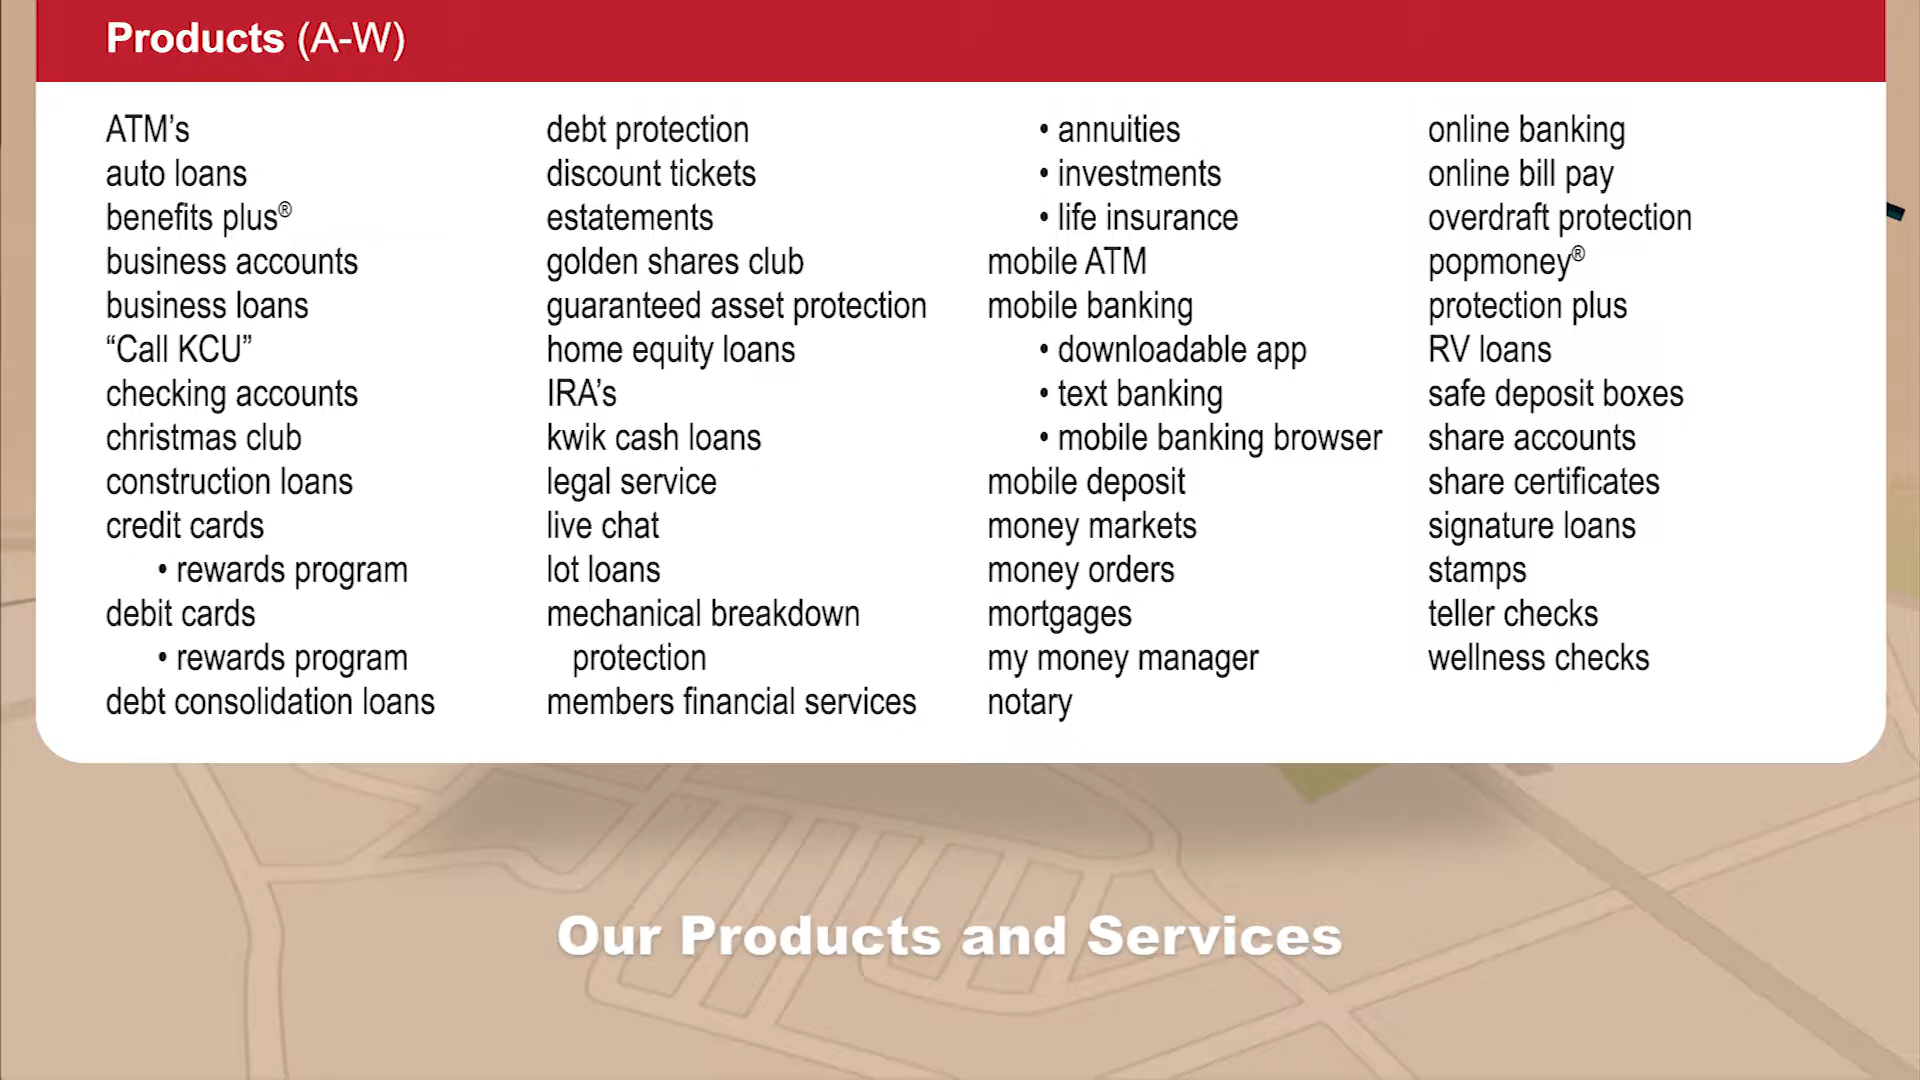 Products (A-W)
ATM’s
auto loans
benefits plus®
business accounts
business loans
“Call KCU”
checking accounts
christmas club
construction loans
credit cards
• rewards program
debit cards
• rewards program
debt consolidation loans
debt protection
discount tickets
estatements
golden shares club
guaranteed asset protection
home equity loans
IRA’s
kwik cash loans
legal service
live chat
lot loans
mechanical breakdown
protection
members financial services
• annuities
• investments
• life insurance
mobile ATM
mobile banking
• downloadable app
• text banking
• mobile banking browser
mobile deposit
money markets
money orders
mortgages
my money manager
notary
online banking
online bill pay
overdraft protection
popmoney®
protection plus
RV loans
safe deposit boxes
share accounts
share certificates
signature loans
stamps
teller checks
wellness checks
Our Products and Services